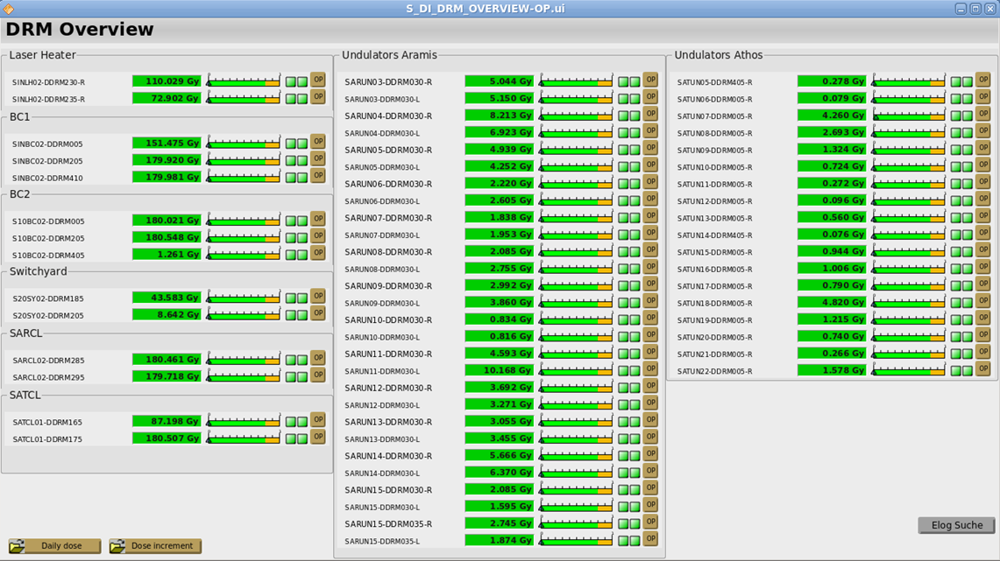 S_DI_DRM_OVERVIEW-OP.ui
DRM Overview
Laser Heater
SINLH02-DDRM230-R 110.029 Gy OP
SINLH02-DDRM235-R 72.902 Gy OP
BC1
SINBC02-DDRM005 151.475 Gy OP
SINBC02-DDRM205 179.920 Gy OP
SINBC02-DDRM410 179.981 Gy OP
BC2
S10BC02-DDRM005 180.021 Gy OP
S10BC02-DDRM205 180.548 Gy OP
S10BC02-DDRM405 1.261 Gy OP
Switchyard
S20SY02-DDRM185 43.583 Gy OP
S20SY02-DDRM205 8.642 Gy OP
SARCL
SARCL02-DDRM285 180.461 Gy OP
SARCL02-DDRM295 179.718 Gy OP
SATCL
SATCL01-DDRM165 87.198 Gy OP
SATCL01-DDRM175 180.507 Gy OP
Daily dose
Dose increment
Undulators Aramis
SARUN03-DDRM030-R 5.044 Gy OP
SARUN03-DDRM030-L 5.150 Gy OP
SARUN04-DDRM030-R 8.213 Gy OP
SARUN04-DDRM030-L 6.923 Gy OP
SARUN05-DDRM030-R 4.939 Gy OP
SARUN05-DDRM030-L 4.252 Gy OP
SARUN06-DDRM030-R 2.220 Gy OP
SARUN06-DDRM030-L 2.605 Gy OP
SARUN07-DDRM030-R 1.838 Gy OP
SARUN07-DDRM030-L 1.953 Gy OP
SARUN08-DDRM030-R 2.085 Gy OP
SARUN08-DDRM030-L 2.755 Gy OP
SARUN09-DDRM030-R 2.992 Gy OP
SARUN09-DDRM030-L 3.860 Gy OP
SARUN10-DDRM030-R 0.834 Gy OP
SARUN10-DDRM030-L 0.816 Gy OP
SARUN11-DDRM030-R 4.593 Gy OP
SARUN11-DDRM030-L 10.168 Gy OP
SARUN12-DDRM030-R 3.692 Gy OP
SARUN12-DDRM030-L 3.271 Gy OP
SARUN13-DDRM030-R 3.055 Gy OP
SARUN13-DDRM030-L 3.455 Gy OP
SARUN14-DDRM030-R 5.666 Gy OP
SARUN14-DDRM030-L 6.370 Gy OP
SARUN15-DDRM030-R 2.085 Gy OP
SARUN15-DDRM030-L 1.595 Gy OP
SARUN15-DDRM035-R 2.745 Gy OP
SARUN15-DDRM035-L 1.874 Gy OP
Undulators Athos
SATUN05-DDRM405-R 0.278 Gy OP
SATUN06-DDRM005-R 0.079 Gy OP
SATUN07-DDRM005-R 4.260 Gy OP
SATUN08-DDRM005-R 2.693 Gy OP
SATUN09-DDRM005-R 1.324 Gy OP
SATUN10-DDRM005-R 0.724 Gy OP
SATUN11-DDRM005-R 0.272 Gy OP
SATUN12-DDRM005-R 0.096 Gy OP
SATUN13-DDRM005-R 0.560 Gy OP
SATUN14-DDRM405-R 0.076 Gy OP
SATUN15-DDRM005-R 0.944 Gy OP
SATUN16-DDRM005-R 1.006 Gy OP
SATUN17-DDRM005-R 0.790 Gy OP
SATUN18-DDRM005-R 4.820 Gy OP
SATUN19-DDRM005-R 1.215 Gy OP
SATUN20-DDRM005-R 0.740 Gy OP
SATUN21-DDRM005-R 0.266 Gy OP
SATUN22-DDRM005-R 1.578 Gy OP
Elog Suche